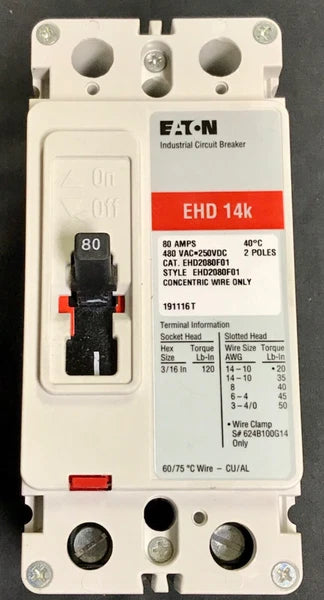 EATON
Industrial Circuit Breaker
On
Off
80
EHD 14k
80 AMPS 40°C
480 VAC•250VDC 2 POLES
CAT. EHD2080F01
STYLE EHD2080F01
CONCENTRIC WIRE ONLY
191116T
Terminal Information
Socket Head Slotted Head
Hex Torque Wire Size Torque
Size Lb-In AWG Lb-In
3/16 In 120 14-10 •20
14-10 35
8 40
6-4 45
3-4/0 50
• Wire Clamp
S# 624B100G14
Only
60/75 °C Wire - CU/AL